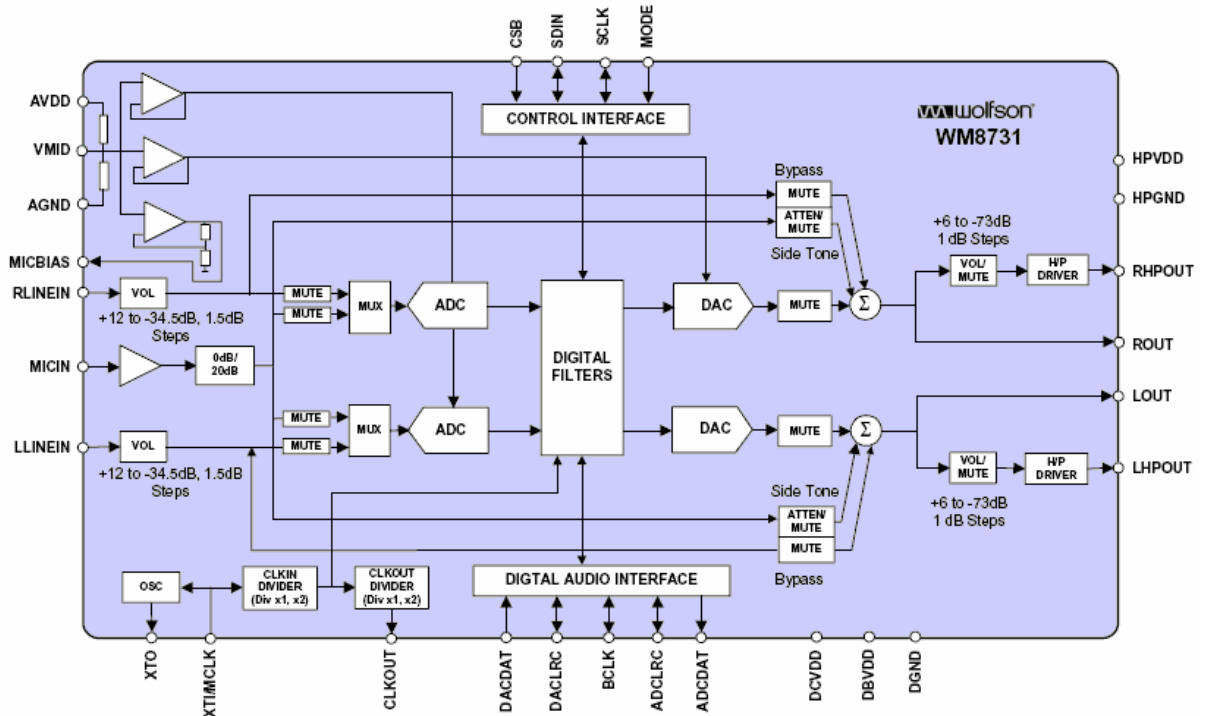 CSB
SDIN
SCLK
MODE
AVDD
VMID
AGND
MICBIAS
RLINEIN
MICIN
LLINEIN
CONTROL INTERFACE
wolfson
WM8731
HPVDD
HPGND
Bypass
MUTE
ATTEN/
MUTE
Side Tone
+6 to -73dB
1 dB Steps
VOL/
MUTE
H/P
DRIVER
RHPOUT
ROUT
VOL
+12 to -34.5dB, 1.5dB
Steps
MUTE
MUTE
MUX
ADC
DIGITAL
FILTERS
DAC
MUTE
Σ
0dB/
20dB
MUTE
MUTE
MUX
ADC
DAC
MUTE
Σ
LOUT
VOL
+12 to -34.5dB, 1.5dB
Steps
VOL/
MUTE
H/P
DRIVER
LHPOUT
+6 to -73dB
1 dB Steps
Side Tone
ATTEN/
MUTE
MUTE
Bypass
OSC
CLKIN
DIVIDER
(Div x1, x2)
CLKOUT
DIVIDER
(Div x1, x2)
DIGTAL AUDIO INTERFACE
XTO
XTI/MCLK
CLKOUT
DACDAT
DACLRC
BCLK
ADCLRC
ADCDAT
DCVDD
DBVDD
DGND